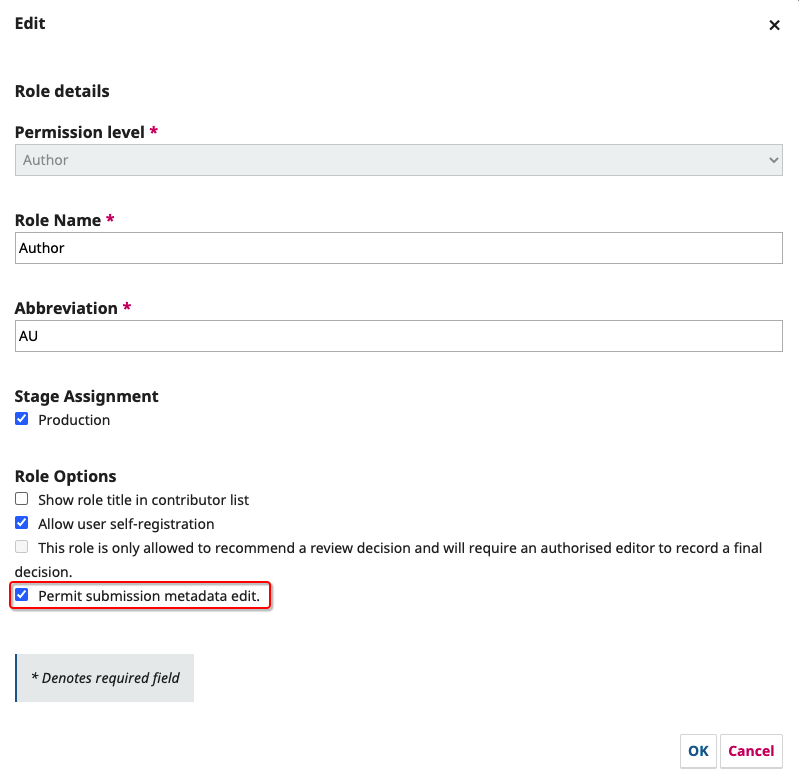 Edit
Role details
Permission level *
Author
Role Name *
Author
Abbreviation *
AU
Stage Assignment
Production
Role Options
Show role title in contributor list
Allow user self-registration
This role is only allowed to recommend a review decision and will require an authorised editor to record a final
decision.
Permit submission metadata edit.
* Denotes required field
OK Cancel